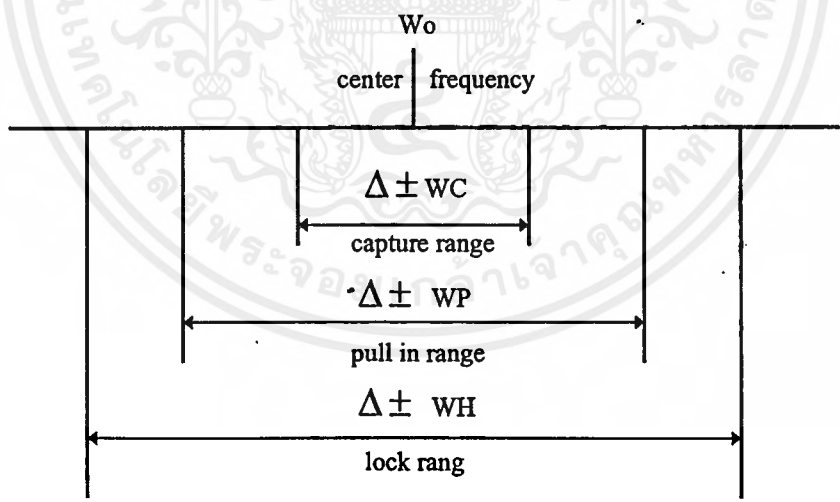 Wo
center frequency
Δ ± WC
capture range
Δ ± WP
pull in range
Δ ± WH
lock rang